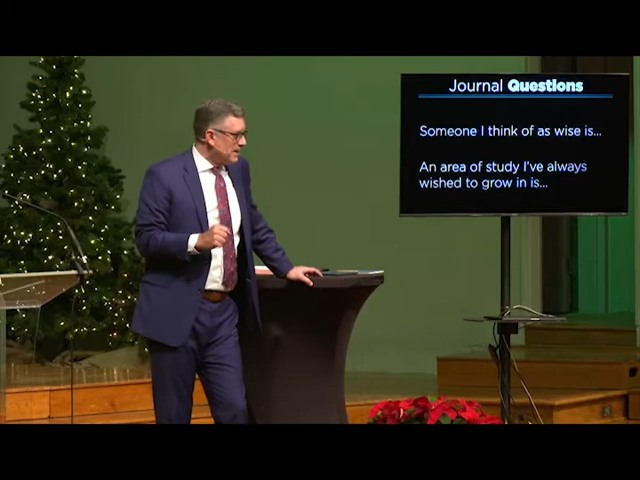 Journal Questions
Someone I think of as wise is...
An area of study I've always
wished to grow in is...